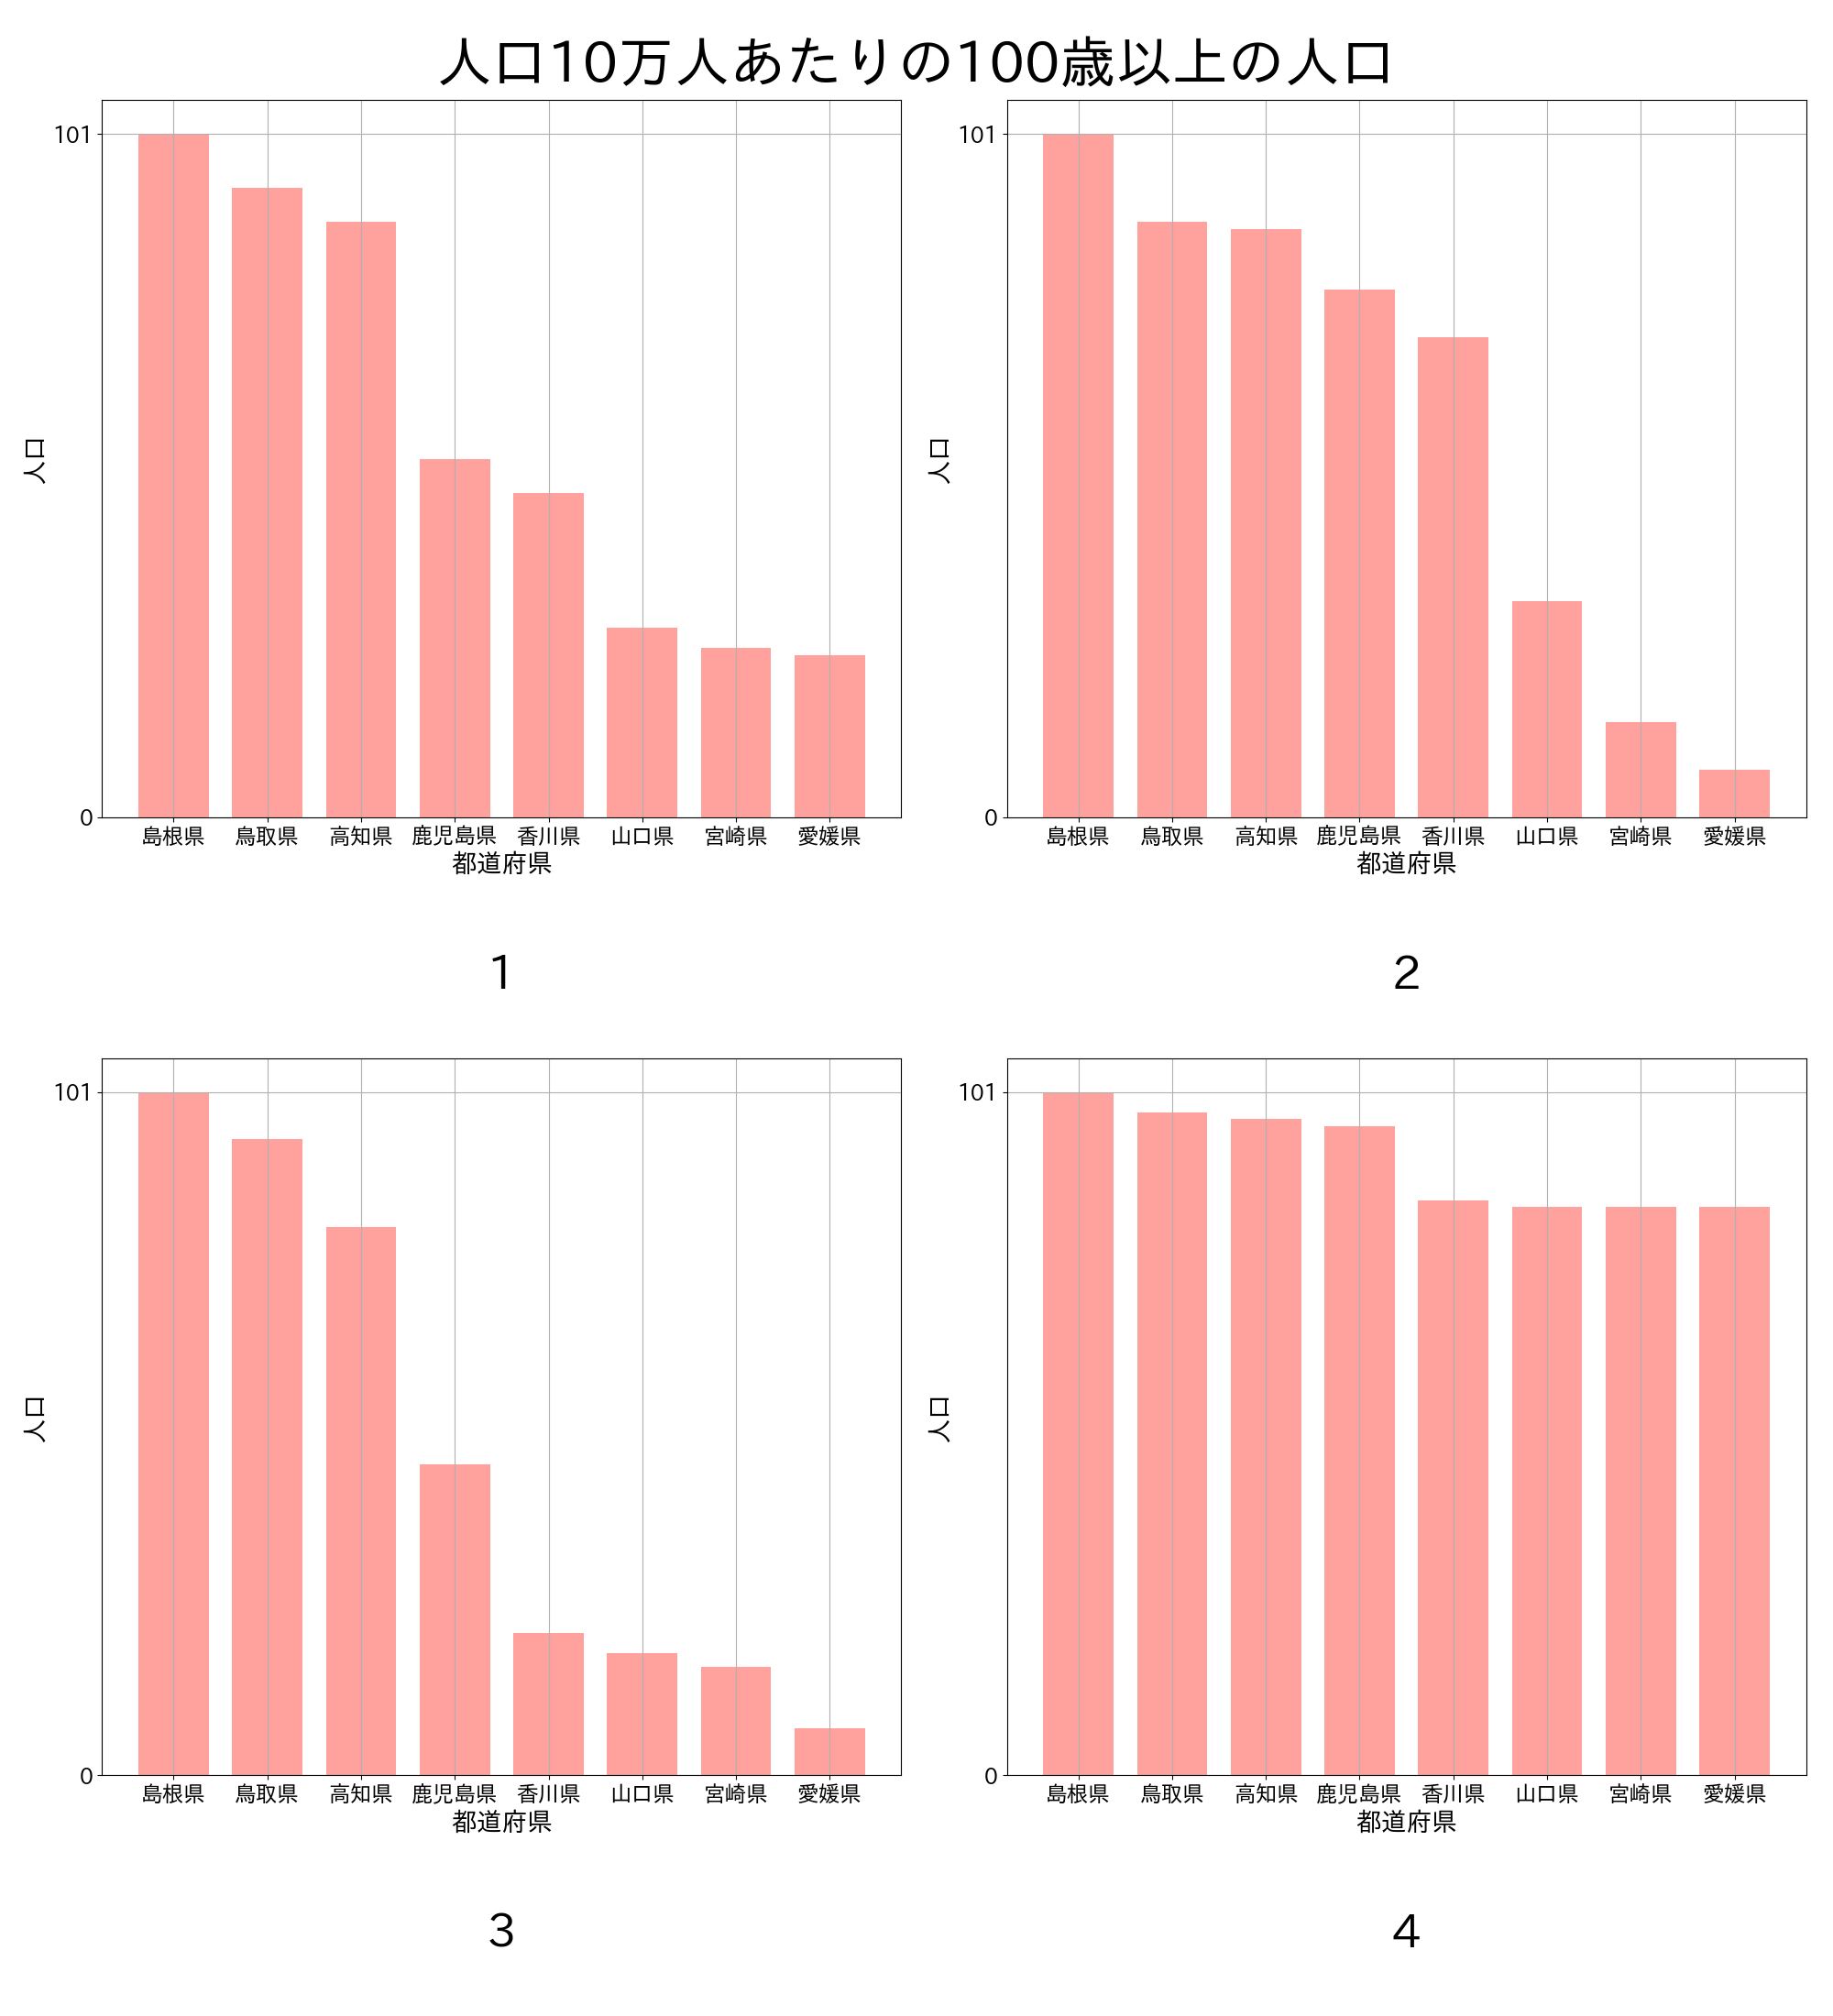 人口10万人あたりの100歳以上の人口
101
0
人口
島根県 鳥取県 高知県 鹿児島県 香川県 山口県 宮崎県 愛媛県
都道府県
1
101
0
人口
島根県 鳥取県 高知県 鹿児島県 香川県 山口県 宮崎県 愛媛県
都道府県
2
101
0
人口
島根県 鳥取県 高知県 鹿児島県 香川県 山口県 宮崎県 愛媛県
都道府県
3
101
0
人口
島根県 鳥取県 高知県 鹿児島県 香川県 山口県 宮崎県 愛媛県
都道府県
4